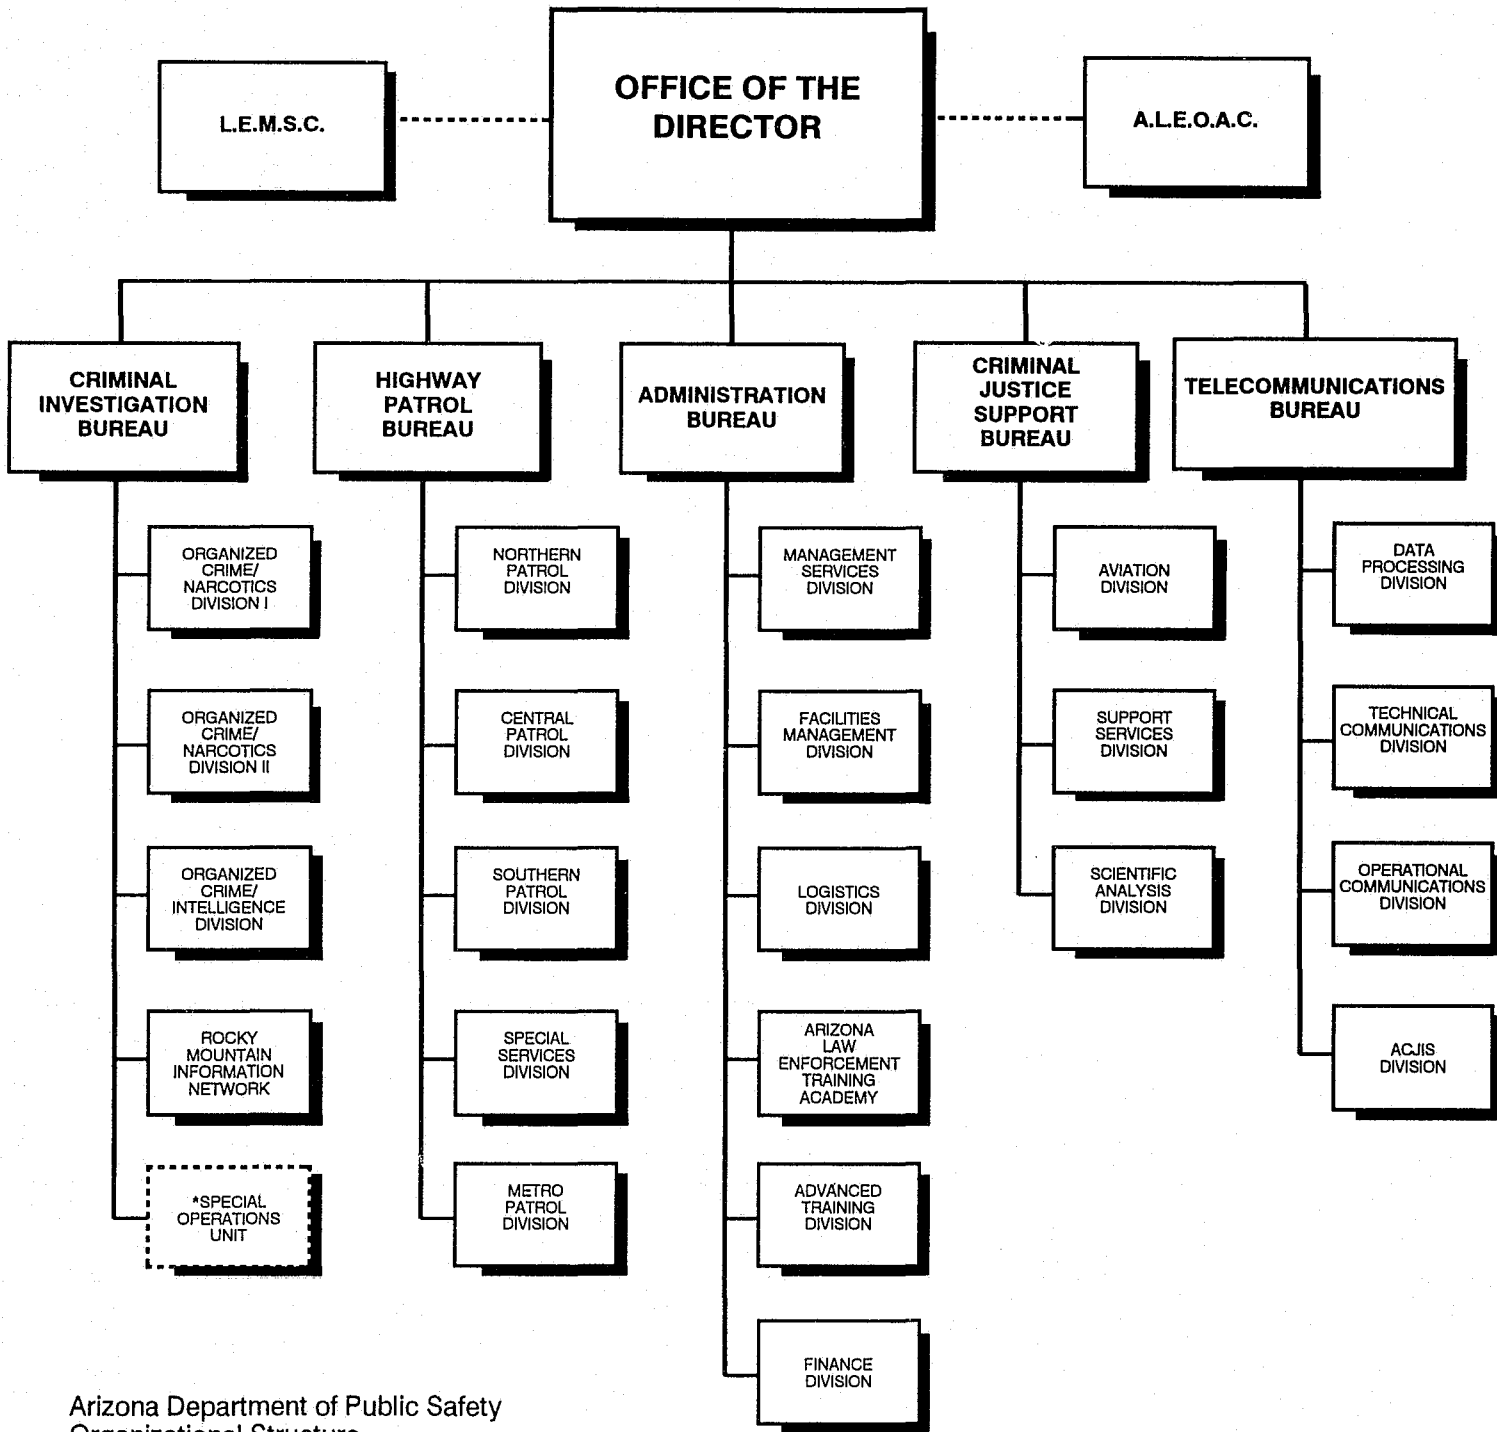 OFFICE OF THE
DIRECTOR
L.E.M.S.C.
A.L.E.O.A.C.
CRIMINAL
INVESTIGATION
BUREAU
HIGHWAY
PATROL
BUREAU
ADMINISTRATION
BUREAU
CRIMINAL
JUSTICE
SUPPORT
BUREAU
TELECOMMUNICATIONS
BUREAU
ORGANIZED
CRIME/
NARCOTICS
DIVISION I
ORGANIZED
CRIME/
NARCOTICS
DIVISION II
ORGANIZED
CRIME/
INTELLIGENCE
DIVISION
ROCKY
MOUNTAIN
INFORMATION
NETWORK
*SPECIAL
OPERATIONS
UNIT
NORTHERN
PATROL
DIVISION
CENTRAL
PATROL
DIVISION
SOUTHERN
PATROL
DIVISION
SPECIAL
SERVICES
DIVISION
METRO
PATROL
DIVISION
MANAGEMENT
SERVICES
DIVISION
FACILITIES
MANAGEMENT
DIVISION
LOGISTICS
DIVISION
ARIZONA
LAW
ENFORCEMENT
TRAINING
ACADEMY
ADVANCED
TRAINING
DIVISION
FINANCE
DIVISION
AVIATION
DIVISION
SUPPORT
SERVICES
DIVISION
SCIENTIFIC
ANALYSIS
DIVISION
DATA
PROCESSING
DIVISION
TECHNICAL
COMMUNICATIONS
DIVISION
OPERATIONAL
COMMUNICATIONS
DIVISION
ACJIS
DIVISION
Arizona Department of Public Safety
Organizational Structure